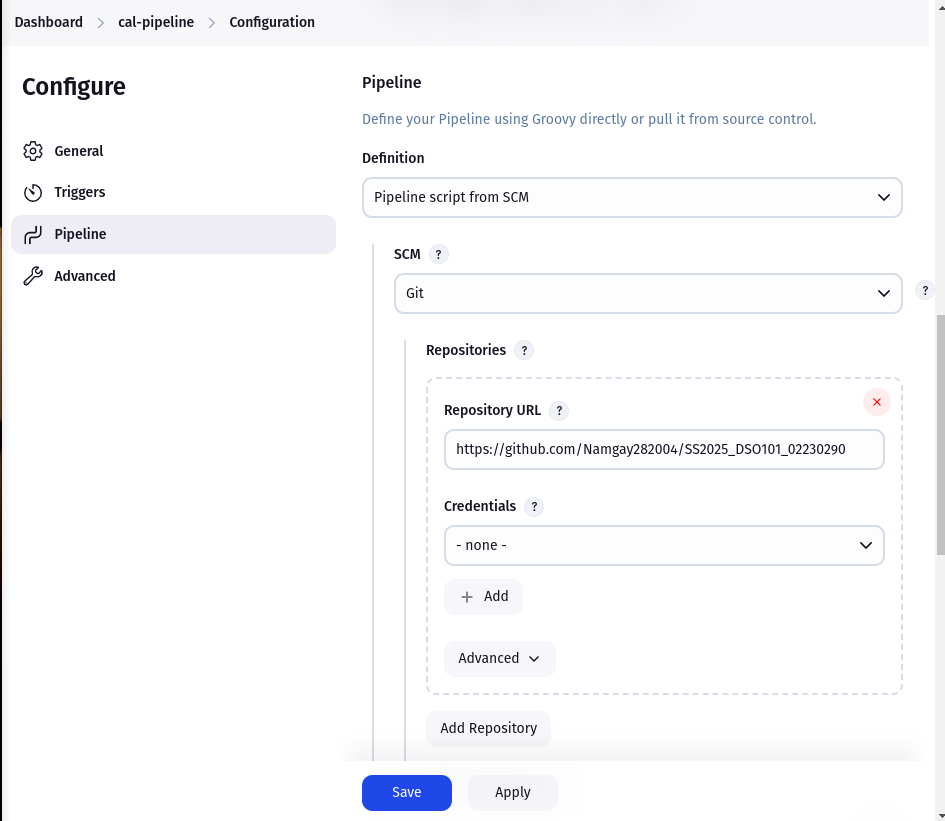 Dashboard > cal-pipeline > Configuration
Configure
General
Triggers
Pipeline
Advanced
Pipeline
Define your Pipeline using Groovy directly or pull it from source control.
Definition
Pipeline script from SCM
SCM ?
Git
?
Repositories ?
Repository URL ?
https://github.com/Namgay282004/SS2025_DSO101_02230290
Credentials ?
- none -
+ Add
Advanced
Add Repository
Save Apply